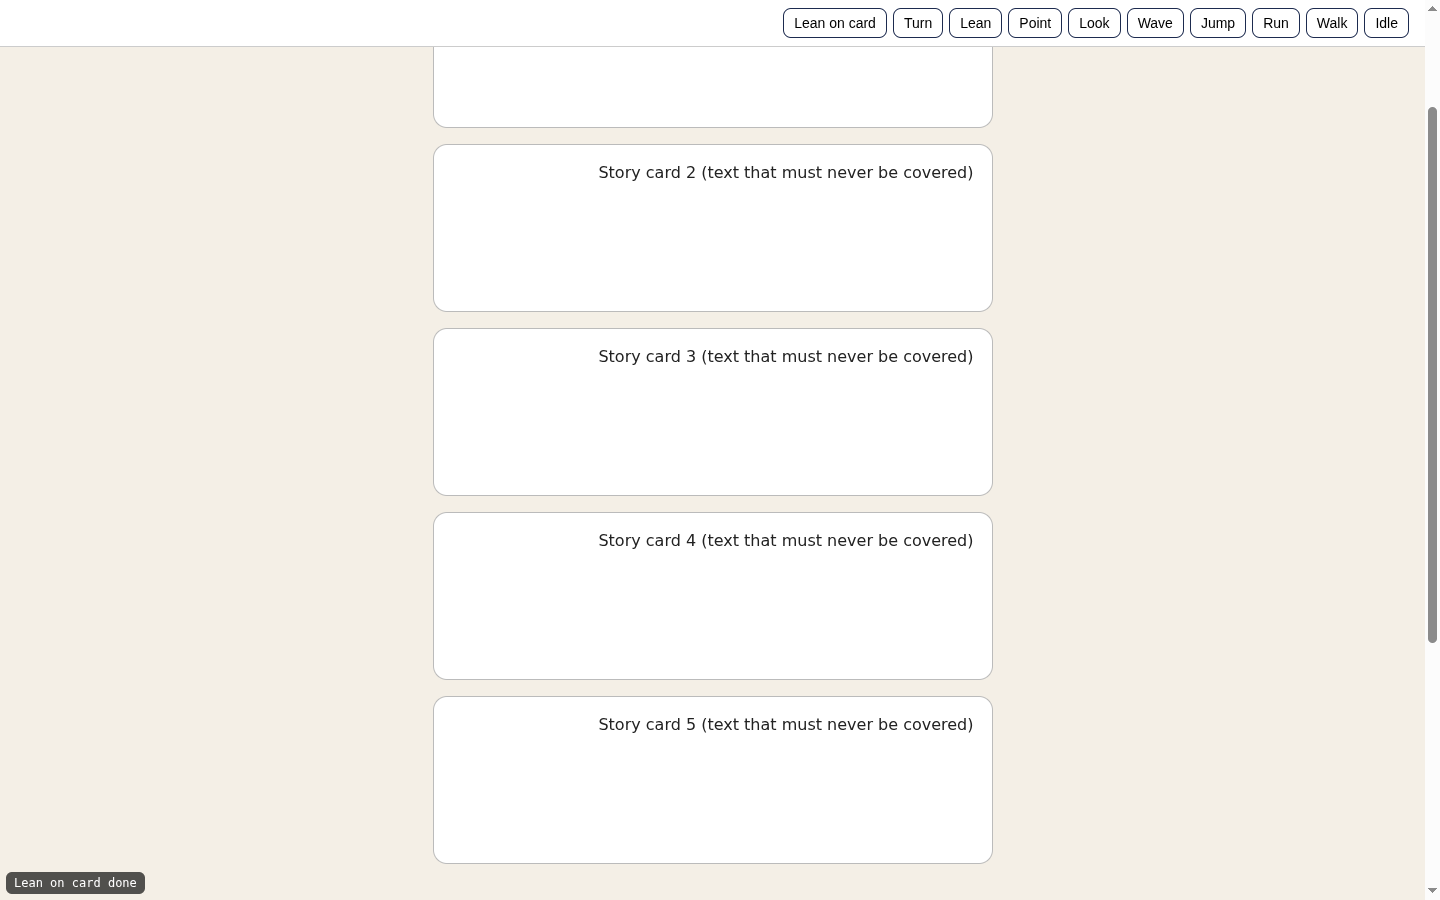 Lean on card Turn Lean Point Look Wave Jump Run Walk Idle
Story card 2 (text that must never be covered)
Story card 3 (text that must never be covered)
Story card 4 (text that must never be covered)
Story card 5 (text that must never be covered)
Lean on card done